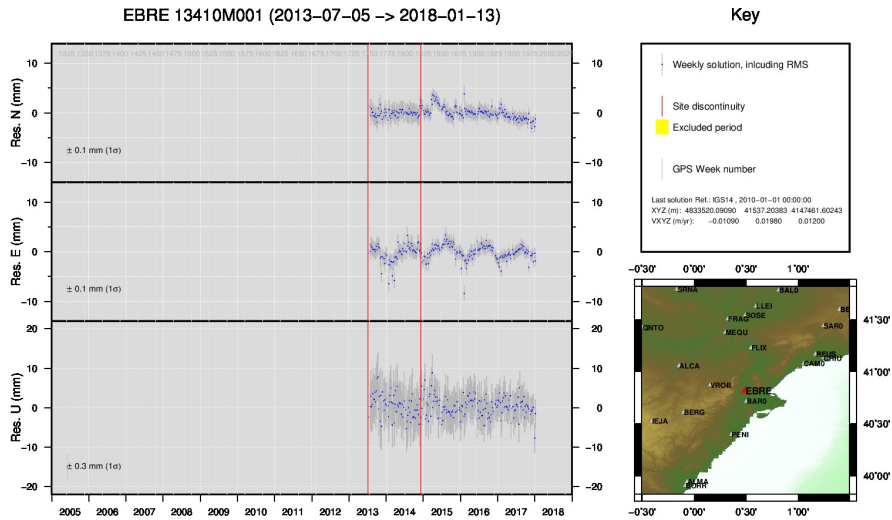 EBRE 13410M001 (2013-07-05 -> 2018-01-13)
Key
Res. N (mm)
10
0
-10
± 0.1 mm (1σ)
10
0
-10
Res. E (mm)
10
0
-10
± 0.1 mm (1σ)
10
0
-10
Res. U (mm)
20
10
0
-10
-20
± 0.3 mm (1σ)
20
10
0
-10
-20
2005 2006 2007 2008 2009 2010 2011 2012 2013 2014 2015 2016 2017 2018
Weekly solution, inlcuding RMS
Site discontinuity
Excluded period
GPS Week number
Last solution Ref.: IGS14 , 2010-01-01 00:00:00
XYZ (m): 4833520.09090 41537.20383 4147461.60243
VXYZ (m/yr): -0.01090 0.01980 0.01200
-0°30' 0°00' 0°30' 1°00'
SRNA BAL0
LLEI
FRAG SOSE
SAR0
MEQU
FLIX
REUS
CAM0
ALCA
VROB
EBRE
BAR0
BERG
PENI
ALMA
BORR
41°30'
41°00'
40°30'
40°00'
-0°30' 0°00' 0°30' 1°00'